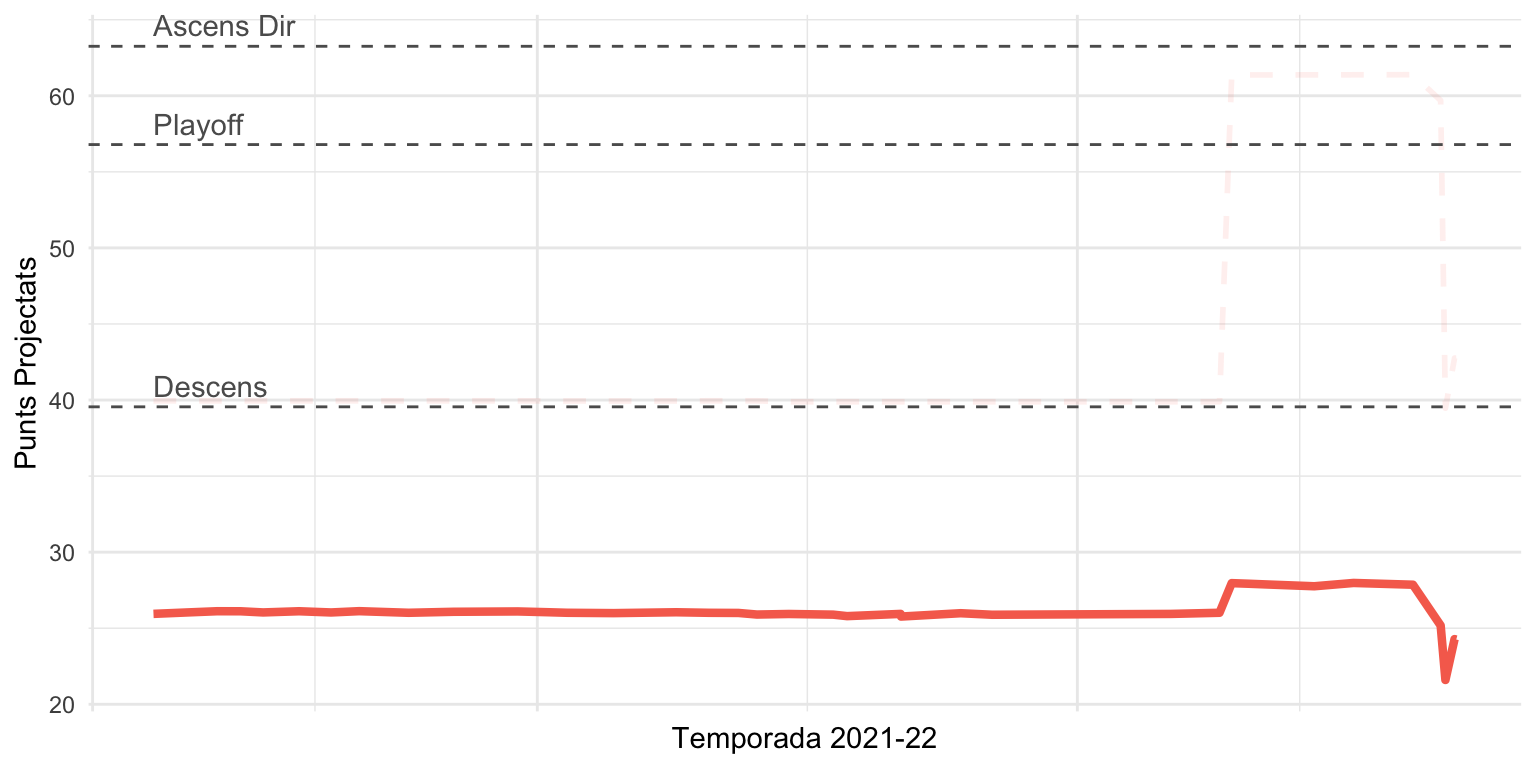 Ascens Dir
60
Playoff
50
Punts Projectats
Descens
40
30
20
Temporada 2021-22